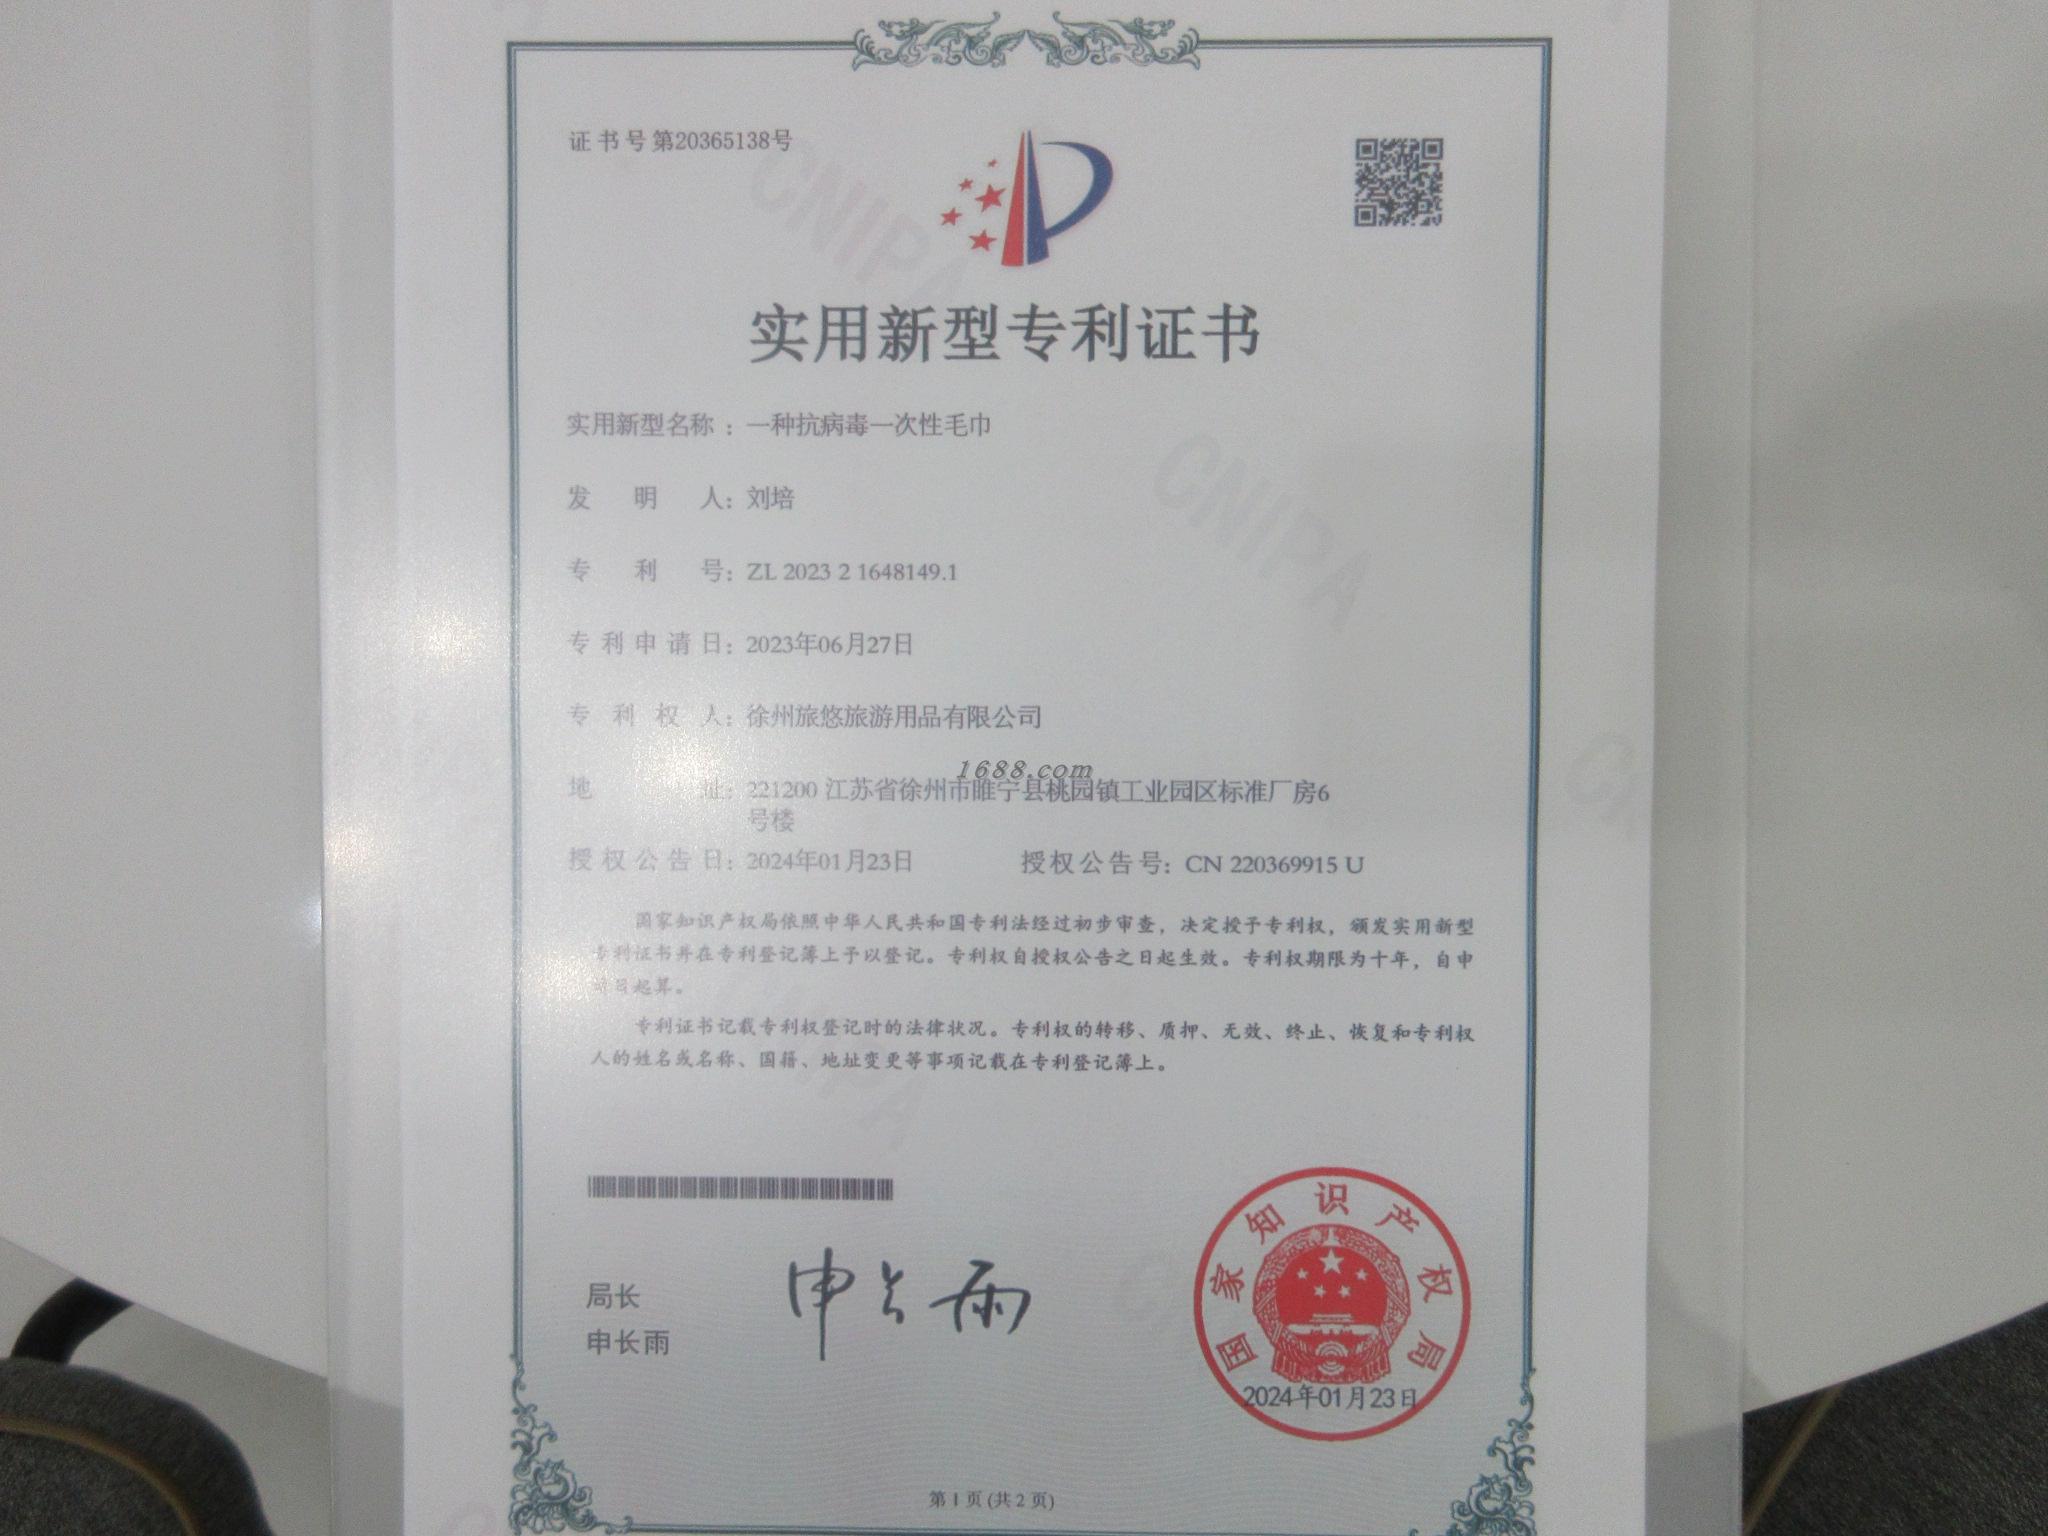 证书号第20365138号
实用新型专利证书
实用新型名称：一种抗病毒一次性毛巾
发明人：刘培
专利号：ZL 2023 2 1648149.1
专利申请日：2023年06月27日
专利权人：徐州旅悠旅游用品有限公司
1688.com
地址：221200 江苏省徐州市睢宁县桃园镇工业园区标准厂房6
号楼
授权公告日：2024年01月23日 授权公告号：CN 220369915 U
国家知识产权局依照中华人民共和国专利法经过初步审查，决定授予专利权，颁发实用新型
专利证书并在专利登记簿上予以登记。专利权自授权公告之日起生效。专利权期限为十年，自申
请日起算。
专利证书记载专利权登记时的法律状况。专利权的转移、质押、无效、终止、恢复和专利权
人的姓名或名称、国籍、地址变更等事项记载在专利登记簿上。
局长
申长雨
申长雨
国家知识产权局
2024年01月23日
第1页(共2页)
CNIPA
CNIPA